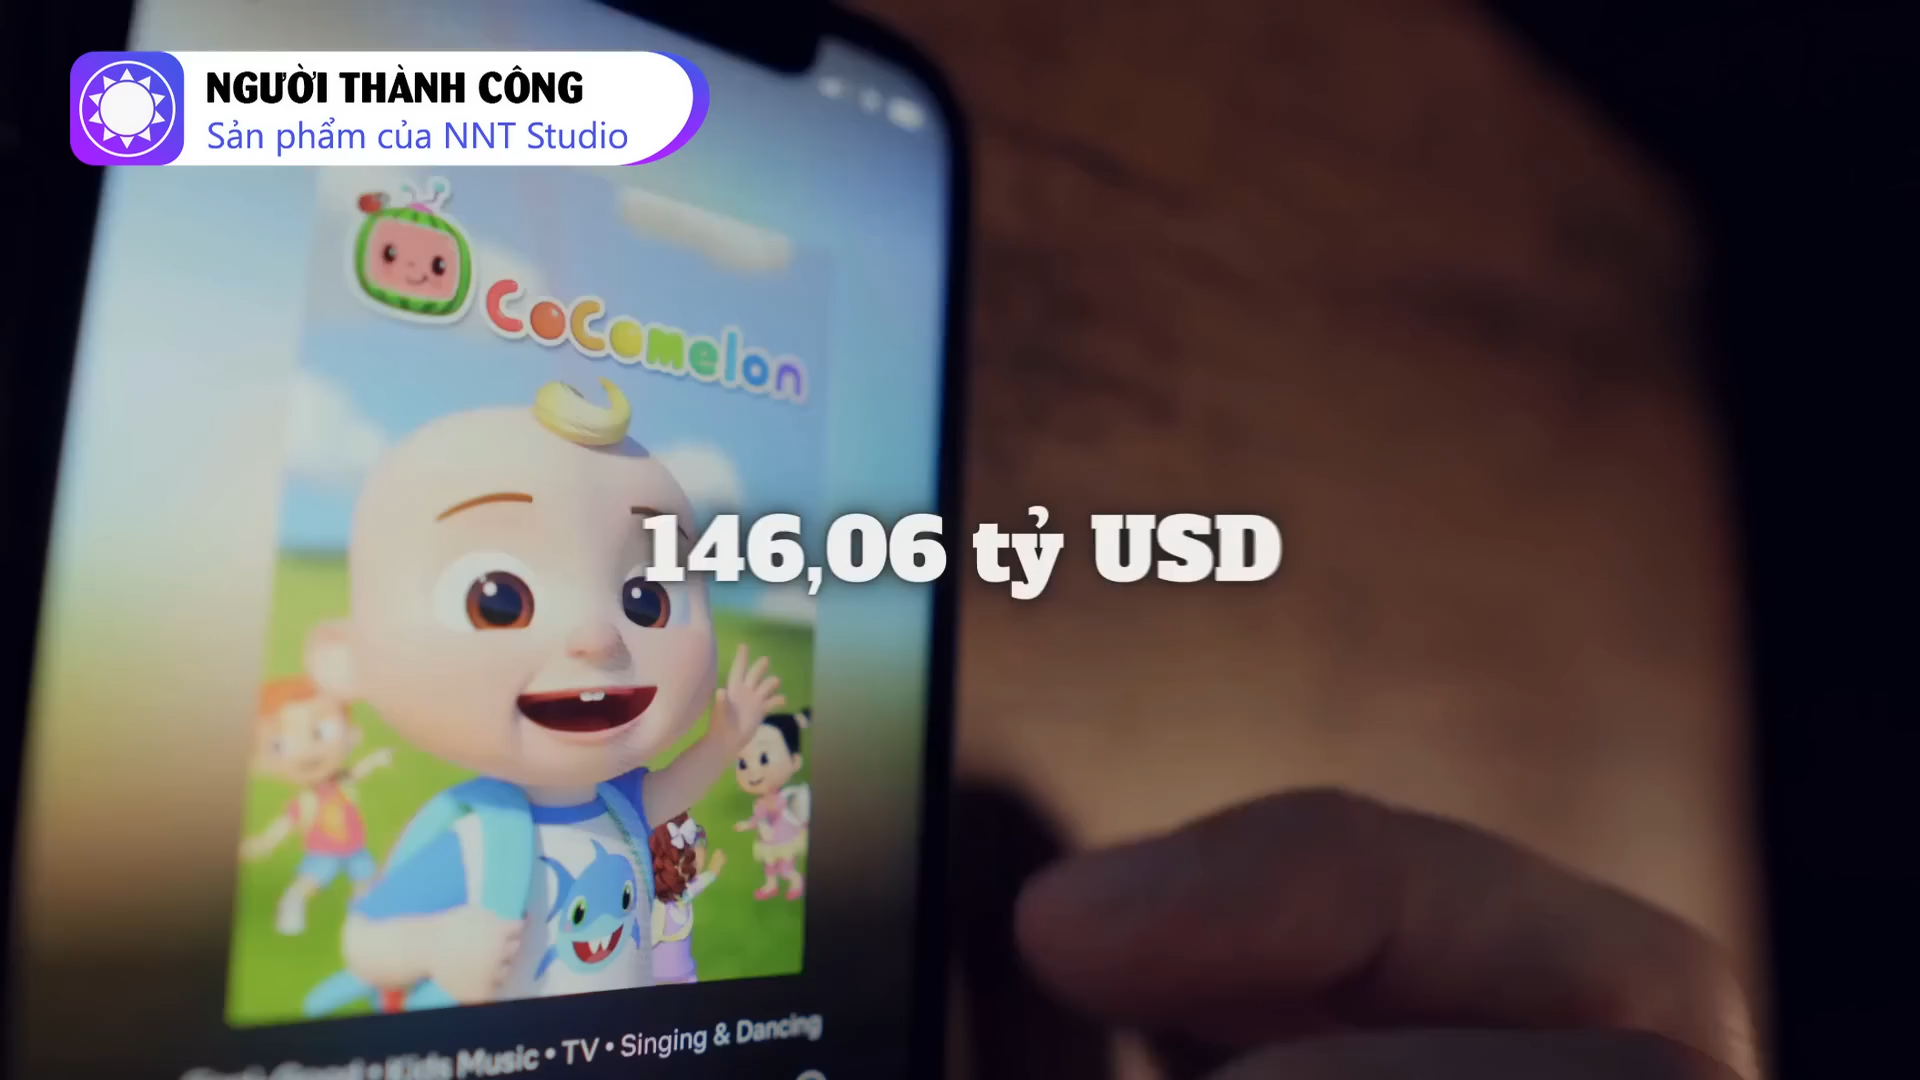 NGƯỜI THÀNH CÔNG
Sản phẩm của NNT Studio
CoComelon
146,06 tỷ USD
Kids Music • TV • Singing & Dancing